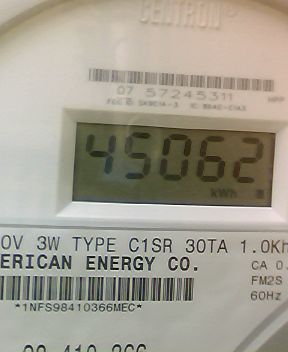 CENTRON
07 57245311
45062
kWh
0V 3W TYPE C1SR 30TA 1.0Kh
ERICAN ENERGY CO.
CA 0.
FM2S
60Hz
*1NFS98410366MEC*